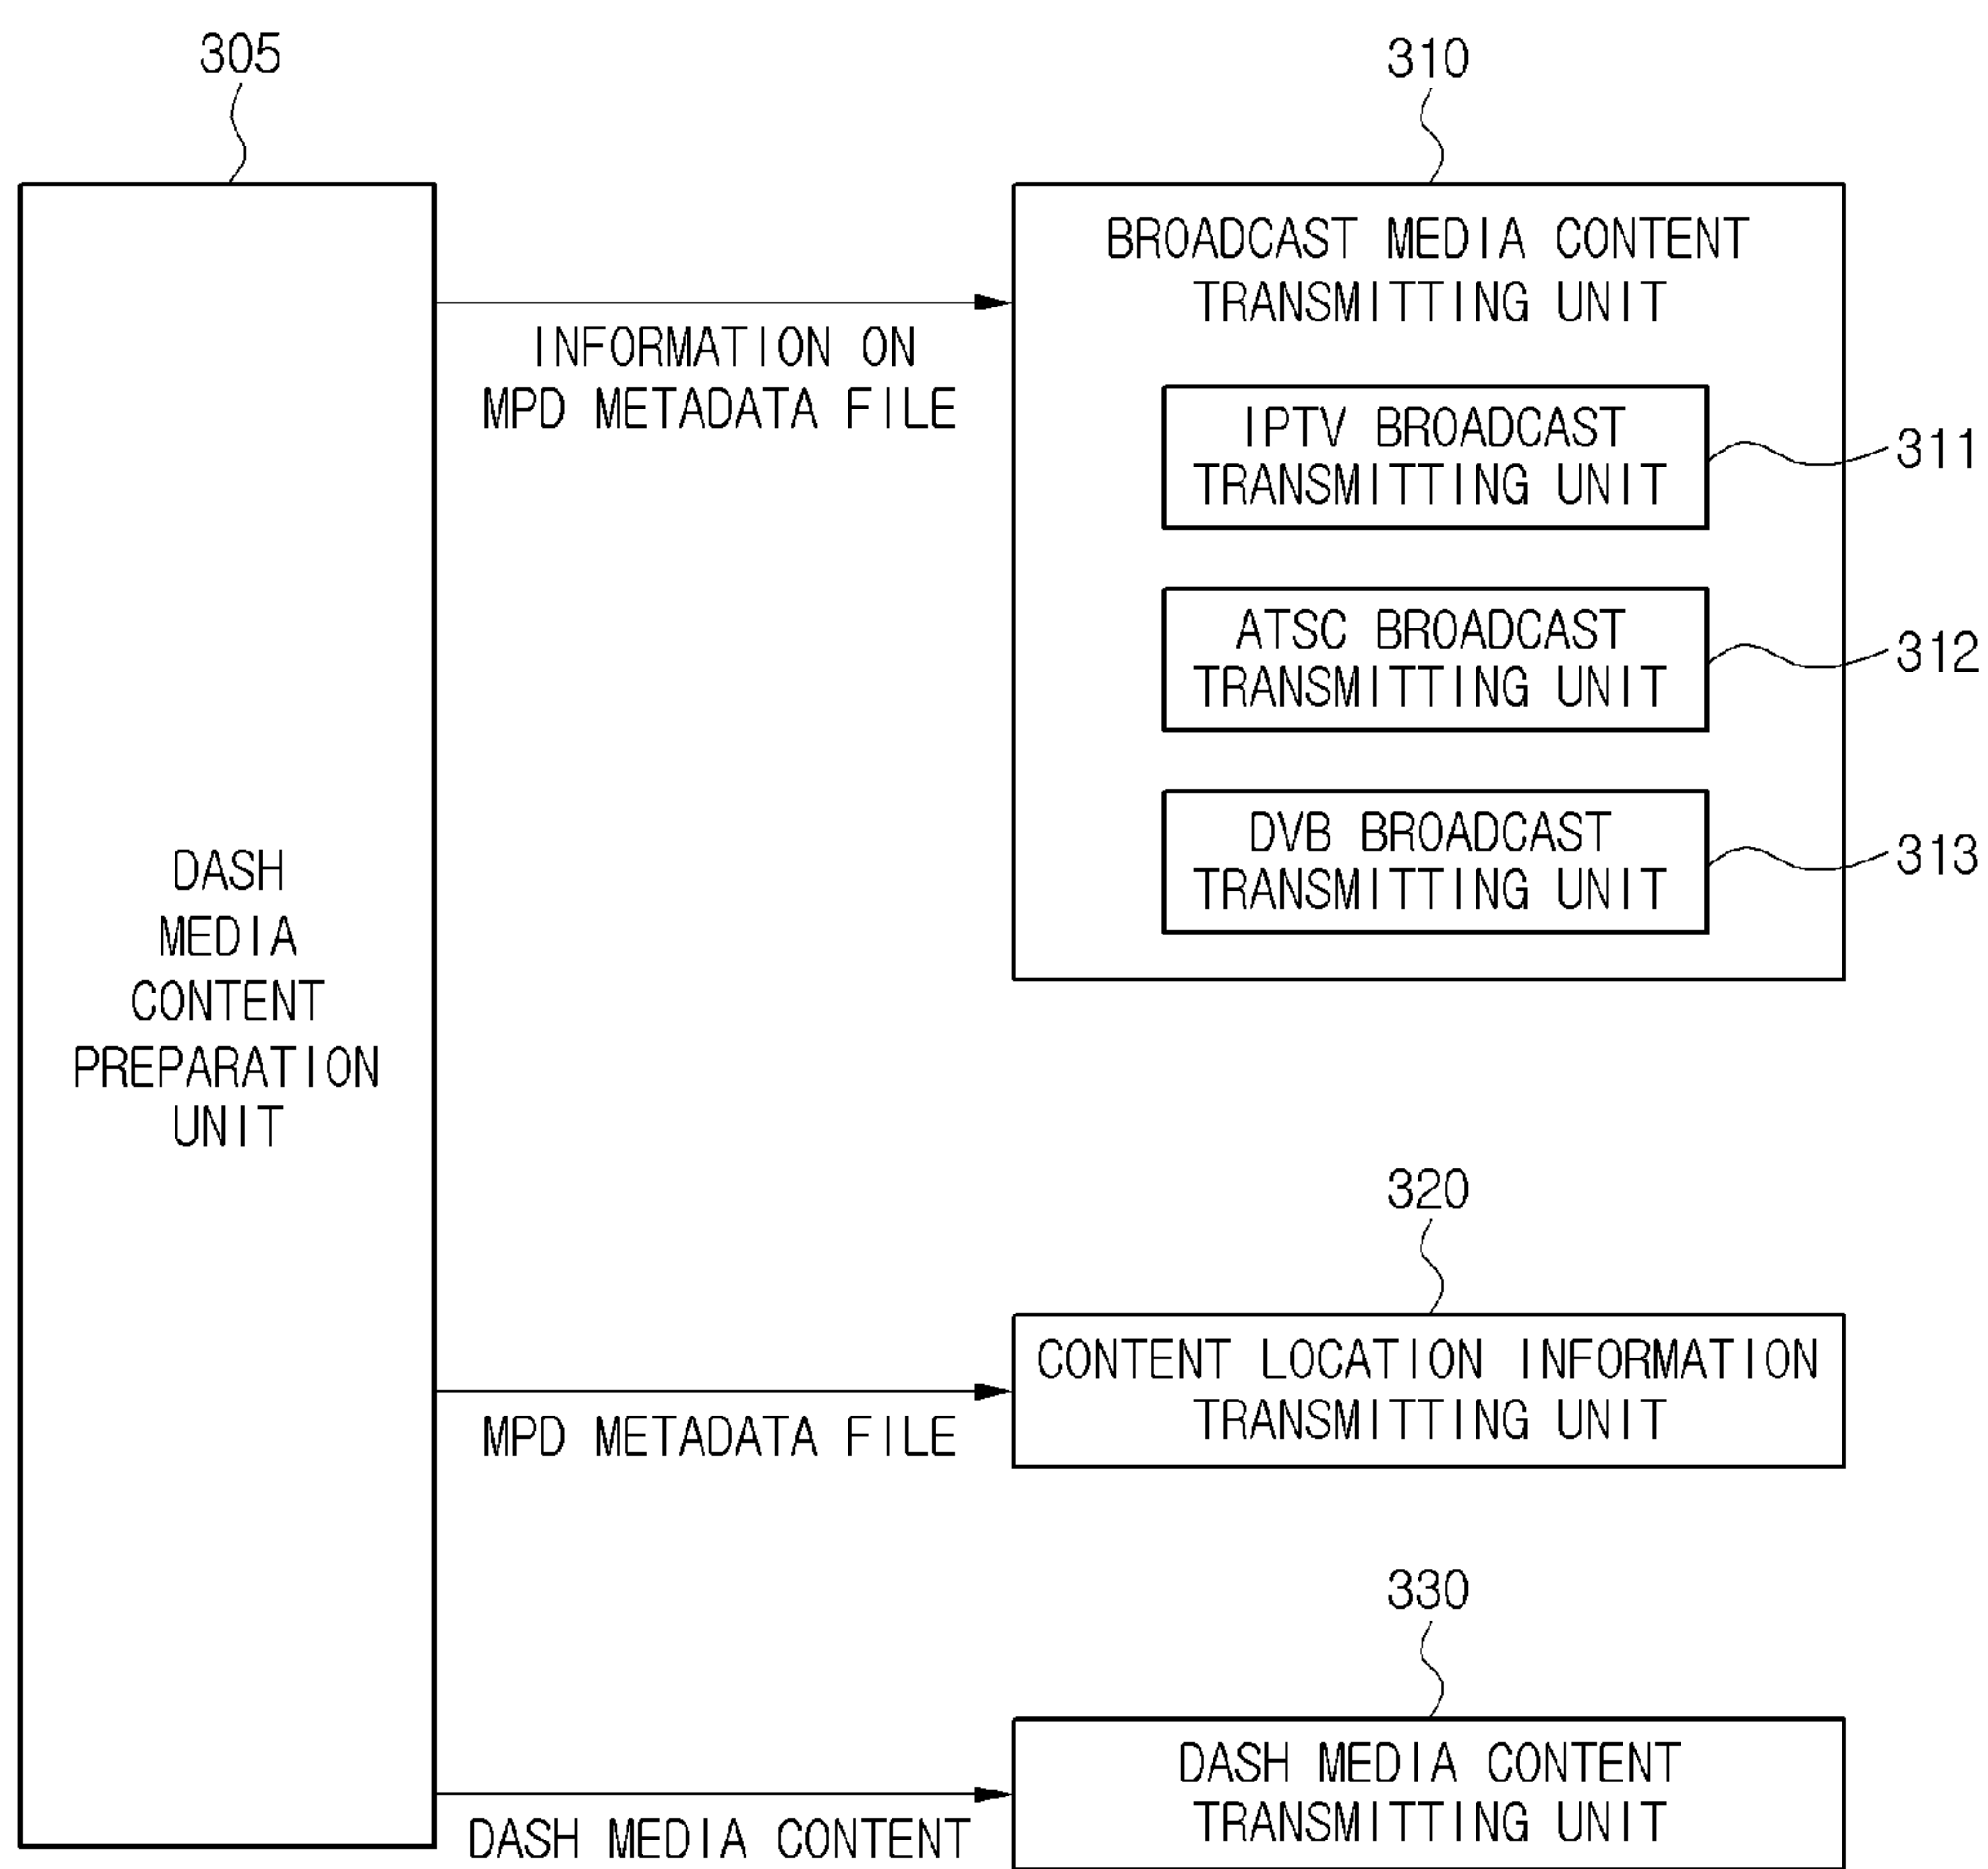 305
310
BROADCAST MEDIA CONTENT
TRANSMITTING UNIT
INFORMATION ON
MPD METADATA FILE
IPTV BROADCAST
TRANSMITTING UNIT
311
ATSC BROADCAST
TRANSMITTING UNIT
312
DVB BROADCAST
TRANSMITTING UNIT
313
DASH
MEDIA
CONTENT
PREPARATION
UNIT
320
CONTENT LOCATION INFORMATION
TRANSMITTING UNIT
MPD METADATA FILE
330
DASH MEDIA CONTENT
TRANSMITTING UNIT
DASH MEDIA CONTENT